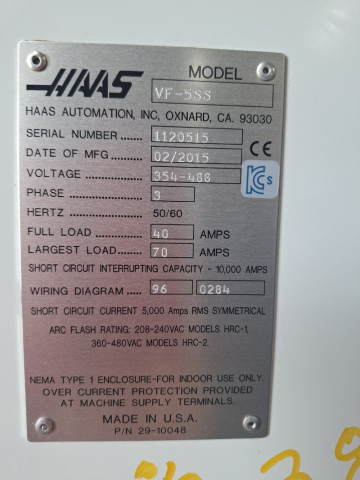 HAAS MODEL VF-5SS
HAAS AUTOMATION, INC, OXNARD, CA. 93030
SERIAL NUMBER ........ 1120515
DATE OF MFG ........... 02/2015
VOLTAGE ................. 354-488
PHASE .................... 3
HERTZ ................... 50/60
FULL LOAD ............. 40 AMPS
LARGEST LOAD ....... 70 AMPS
SHORT CIRCUIT INTERRUPTING CAPACITY - 10,000 AMPS
WIRING DIAGRAM ..... 96 0284
SHORT CIRCUIT CURRENT 5,000 Amps RMS SYMMETRICAL
ARC FLASH RATING: 208-240VAC MODELS HRC-1,
360-480VAC MODELS HRC-2.
NEMA TYPE 1 ENCLOSURE-FOR INDOOR USE ONLY.
OVER CURRENT PROTECTION PROVIDED
AT MACHINE SUPPLY TERMINALS.
MADE IN U.S.A.
P/N 29-10048